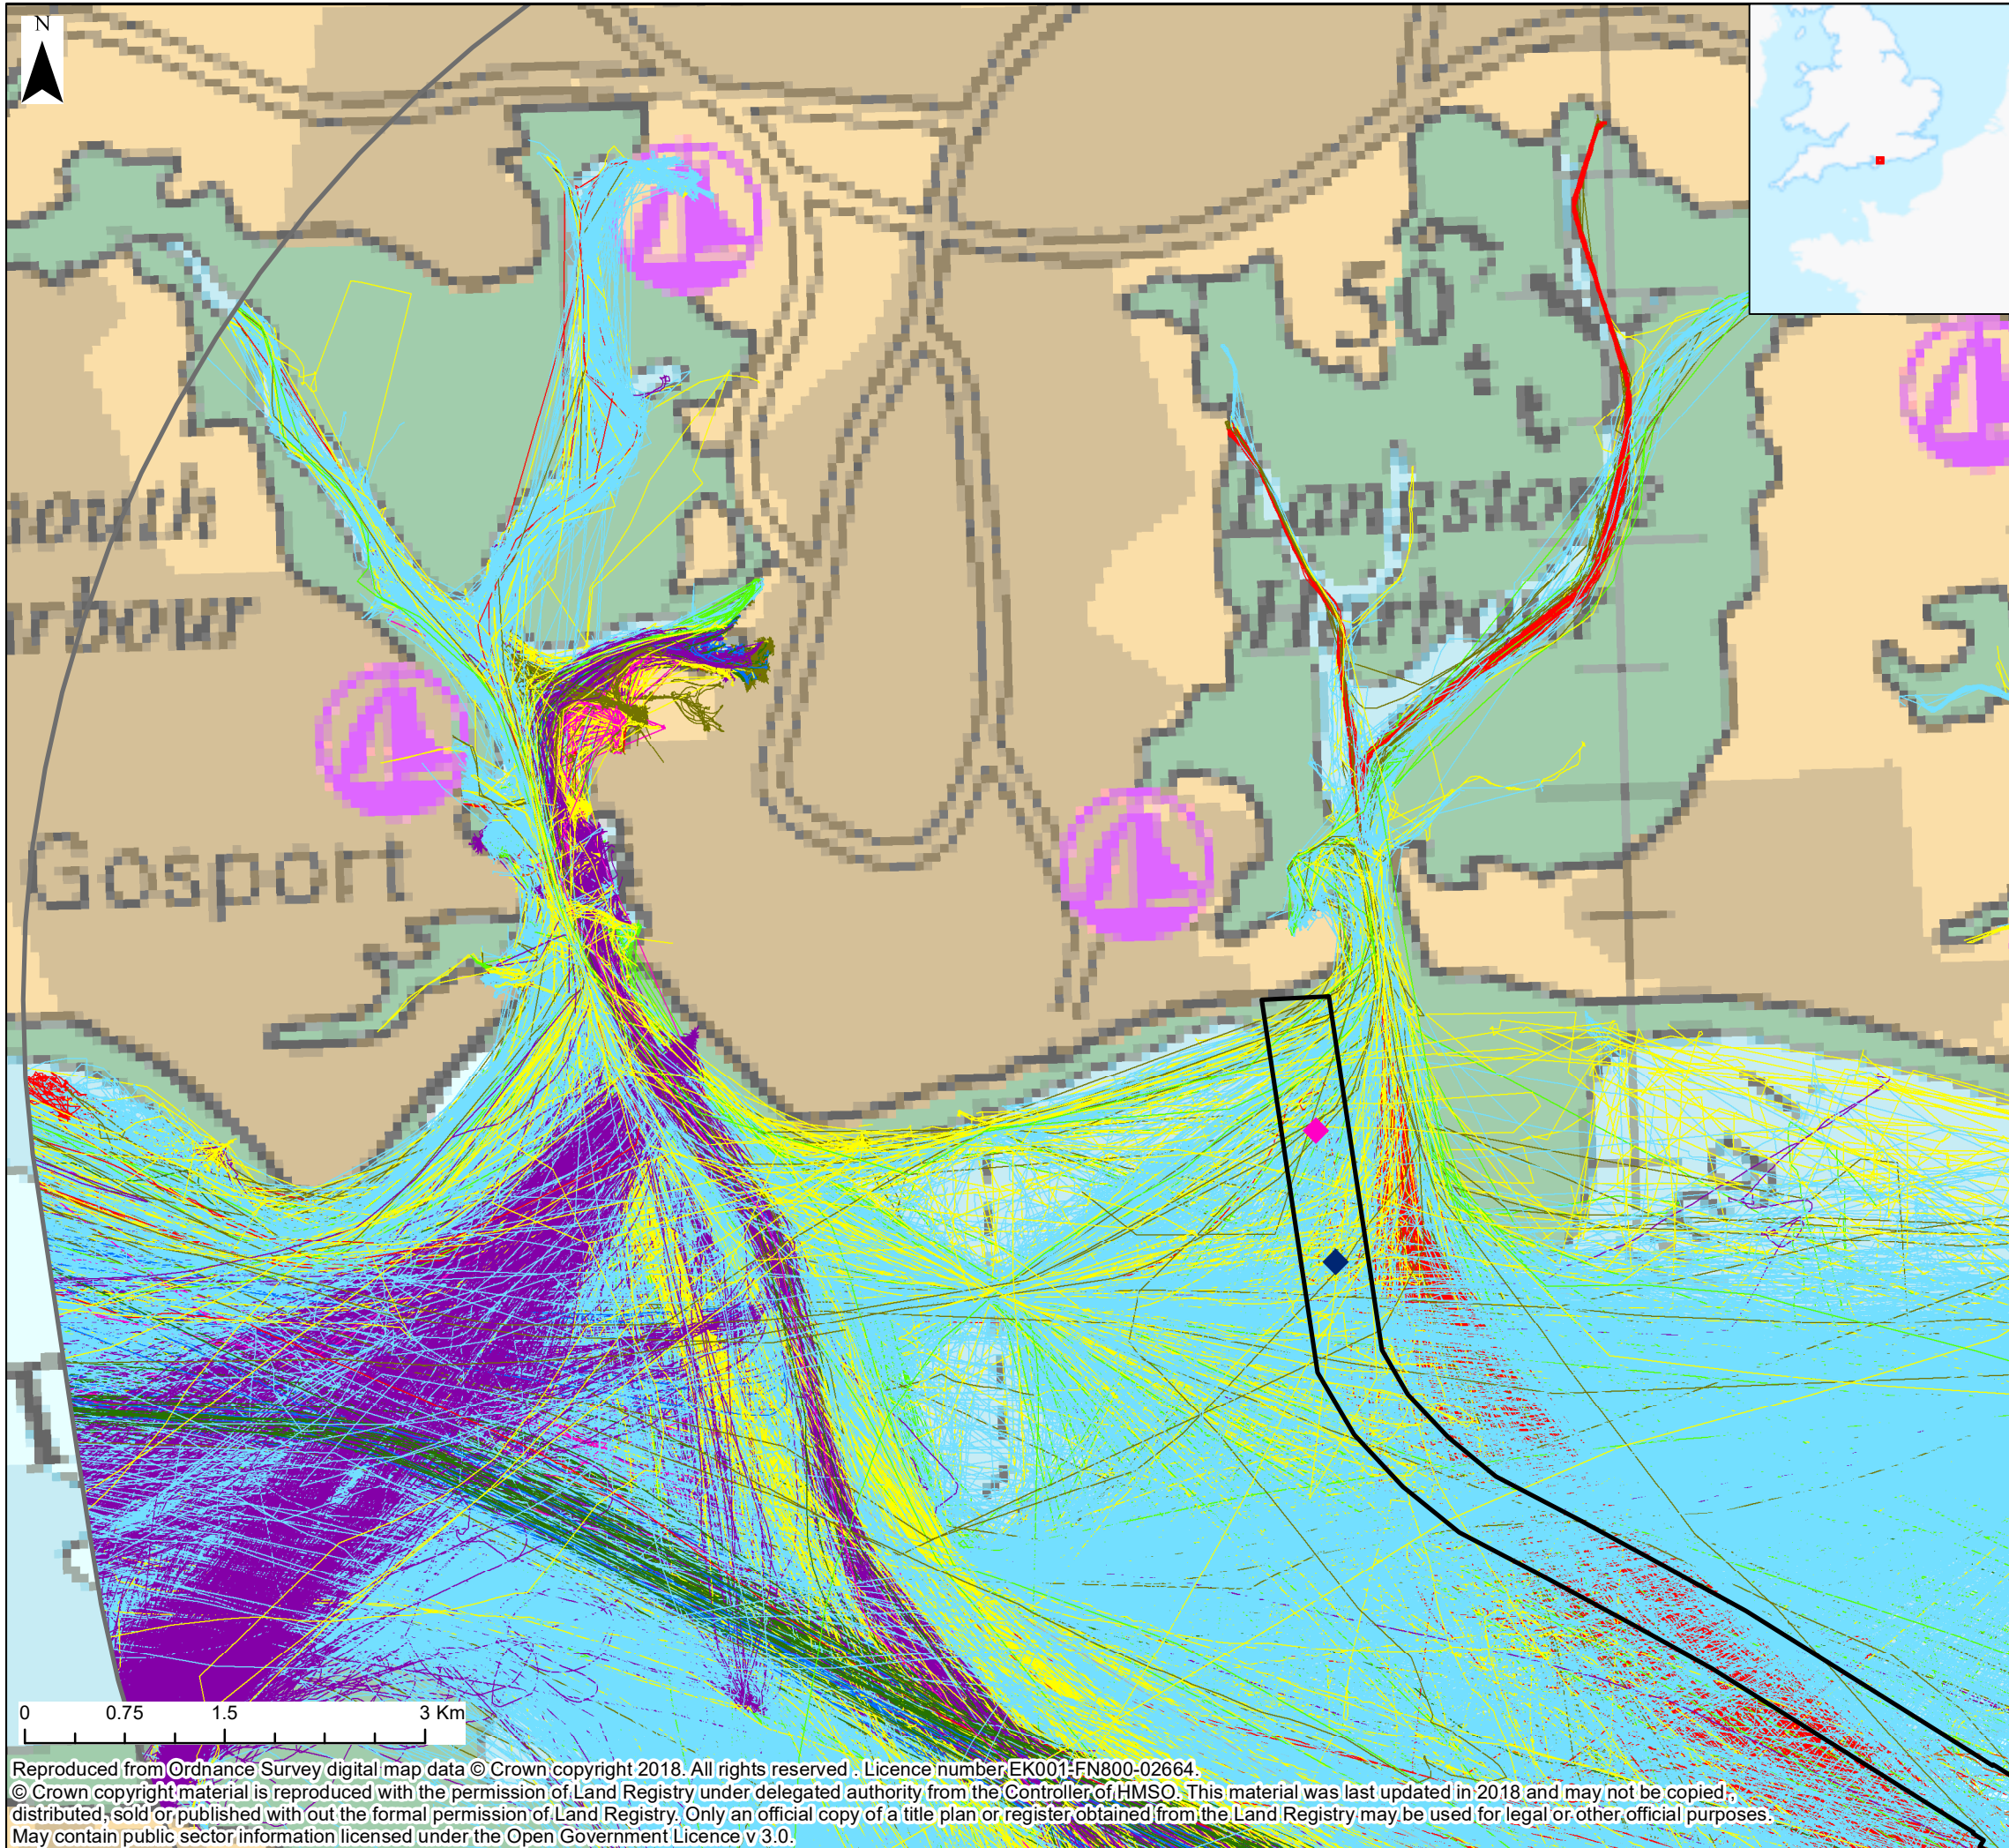 N
50'
outh
rbour
Langstone
Harbour
Gosport
0 0.75 1.5 3 Km
Reproduced from Ordnance Survey digital map data © Crown copyright 2018. All rights reserved . Licence number EK001-FN800-02664.
© Crown copyright material is reproduced with the permission of Land Registry under delegated authority from the Controller of HMSO. This material was last updated in 2018 and may not be copied.,
distributed, sold or published with out the formal permission of Land Registry. Only an official copy of a title plan or register obtained from the Land Registry may be used for legal or other official purposes.
May contain public sector information licensed under the Open Government Licence v 3.0.